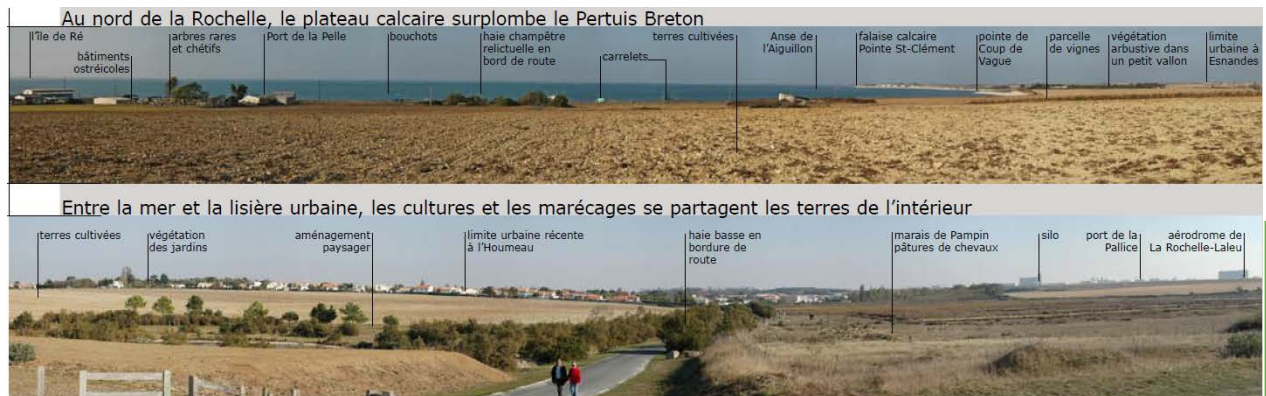 Au nord de la Rochelle, le plateau calcaire surplombe le Pertuis Breton
l'île de Ré
bâtiments
ostréicoles
arbres rares
et chétifs
Port de la Pelle
bouchots
haie champêtre
relictuelle en
bord de route
carrelets
terres cultivées
Anse de
l'Aiguillon
falaise calcaire
Pointe St-Clément
pointe de
Coup de
Vague
parcelle
de vignes
végétation
arbustive dans
un petit vallon
limite
urbaine à
Esnandes
Entre la mer et la lisière urbaine, les cultures et les marécages se partagent les terres de l'intérieur
terres cultivées
végétation
des jardins
aménagement
paysager
limite urbaine récente
à l'Houmeau
haie basse en
bordure de
route
marais de Pampin
pâtures de chevaux
silo
port de la
Pallice
aérodrome de
La Rochelle-Laleu